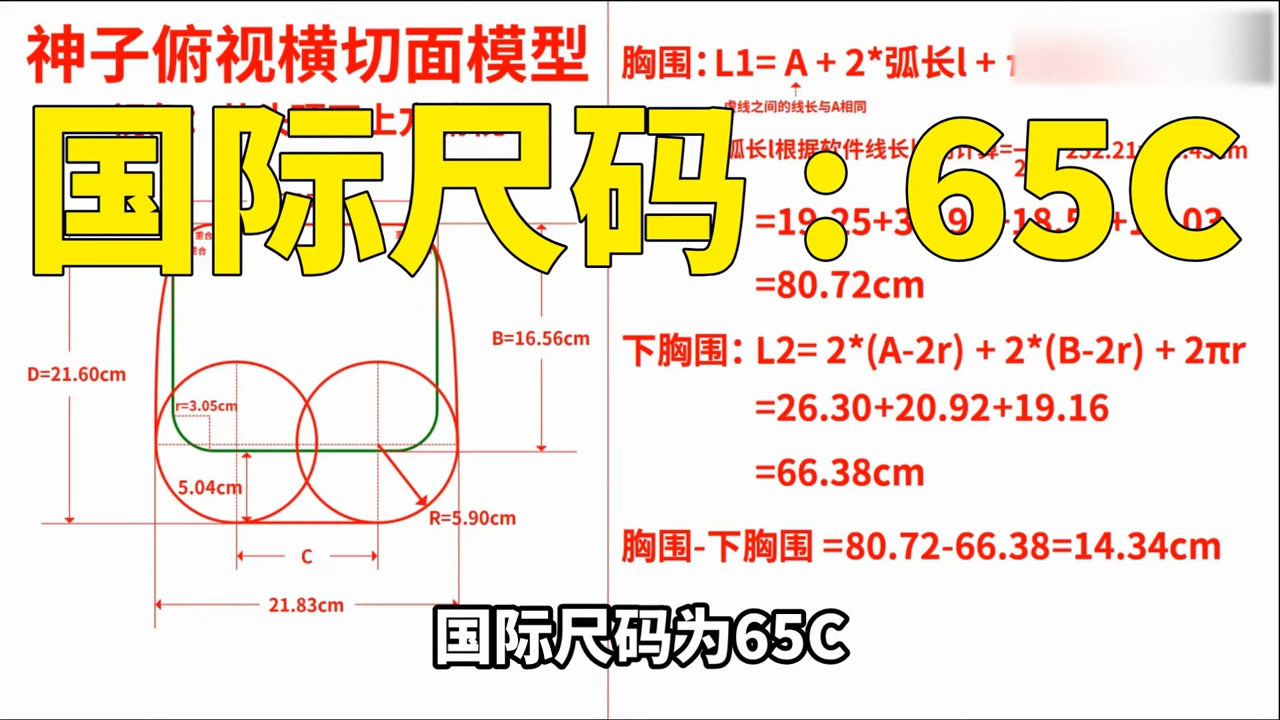 神子俯视横切面模型
国际尺码：65C
重合
重合
D=21.60cm
B=16.56cm
r=3.05cm
5.04cm
R=5.90cm
C
21.83cm
胸围：L1= A + 2*弧长l +
虚线之间的线长与A相同
弧长l根据软件线长
=80.72cm
下胸围：L2= 2*(A-2r) + 2*(B-2r) + 2πr
=26.30+20.92+19.16
=66.38cm
胸围-下胸围 =80.72-66.38=14.34cm
国际尺码为65C